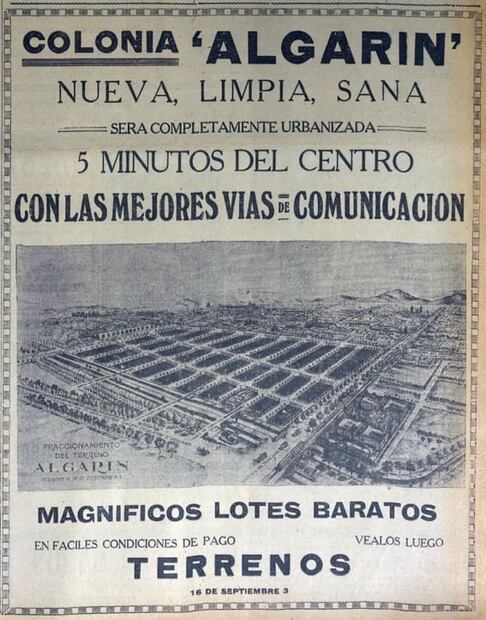 COLONIA 'ALGARIN'
NUEVA, LIMPIA, SANA
SERA COMPLETAMENTE URBANIZADA
5 MINUTOS DEL CENTRO
CON LAS MEJORES VIAS DE COMUNICACION
FRACCIONAMIENTO
DEL TERRENO
ALGARIN
MAGNIFICOS LOTES BARATOS
EN FACILES CONDICIONES DE PAGO
VEALOS LUEGO
TERRENOS
16 DE SEPTIEMBRE 3